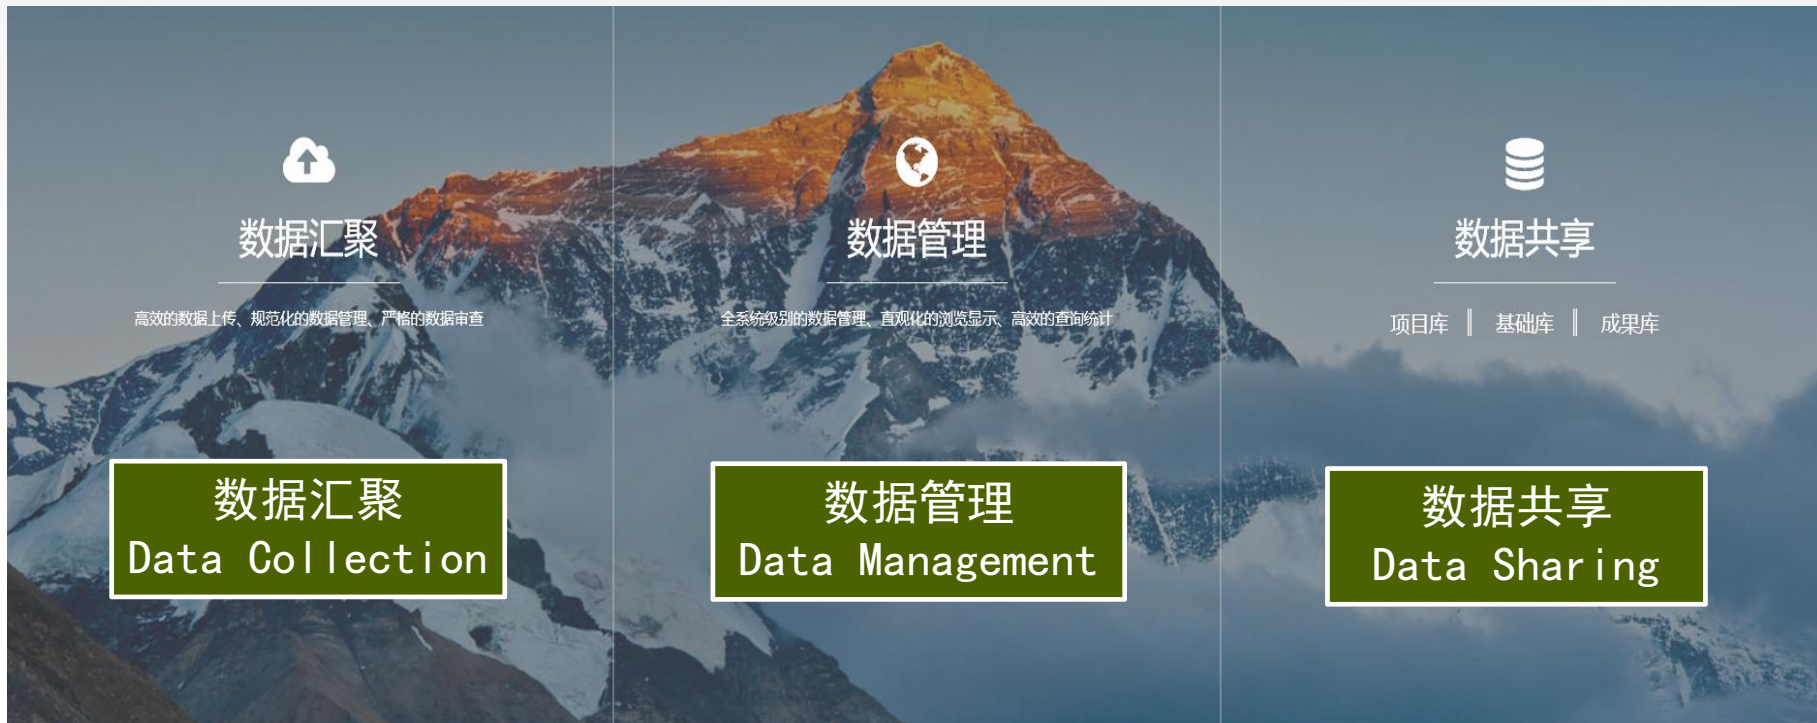 数据汇聚
高效的数据上传、规范化的数据管理、严格的数据审查
数据汇聚
Data Collection
数据管理
全系统级别的数据管理、直观化的浏览显示、高效的查询统计
数据管理
Data Management
数据共享
项目库 ‖ 基础库 ‖ 成果库
数据共享
Data Sharing